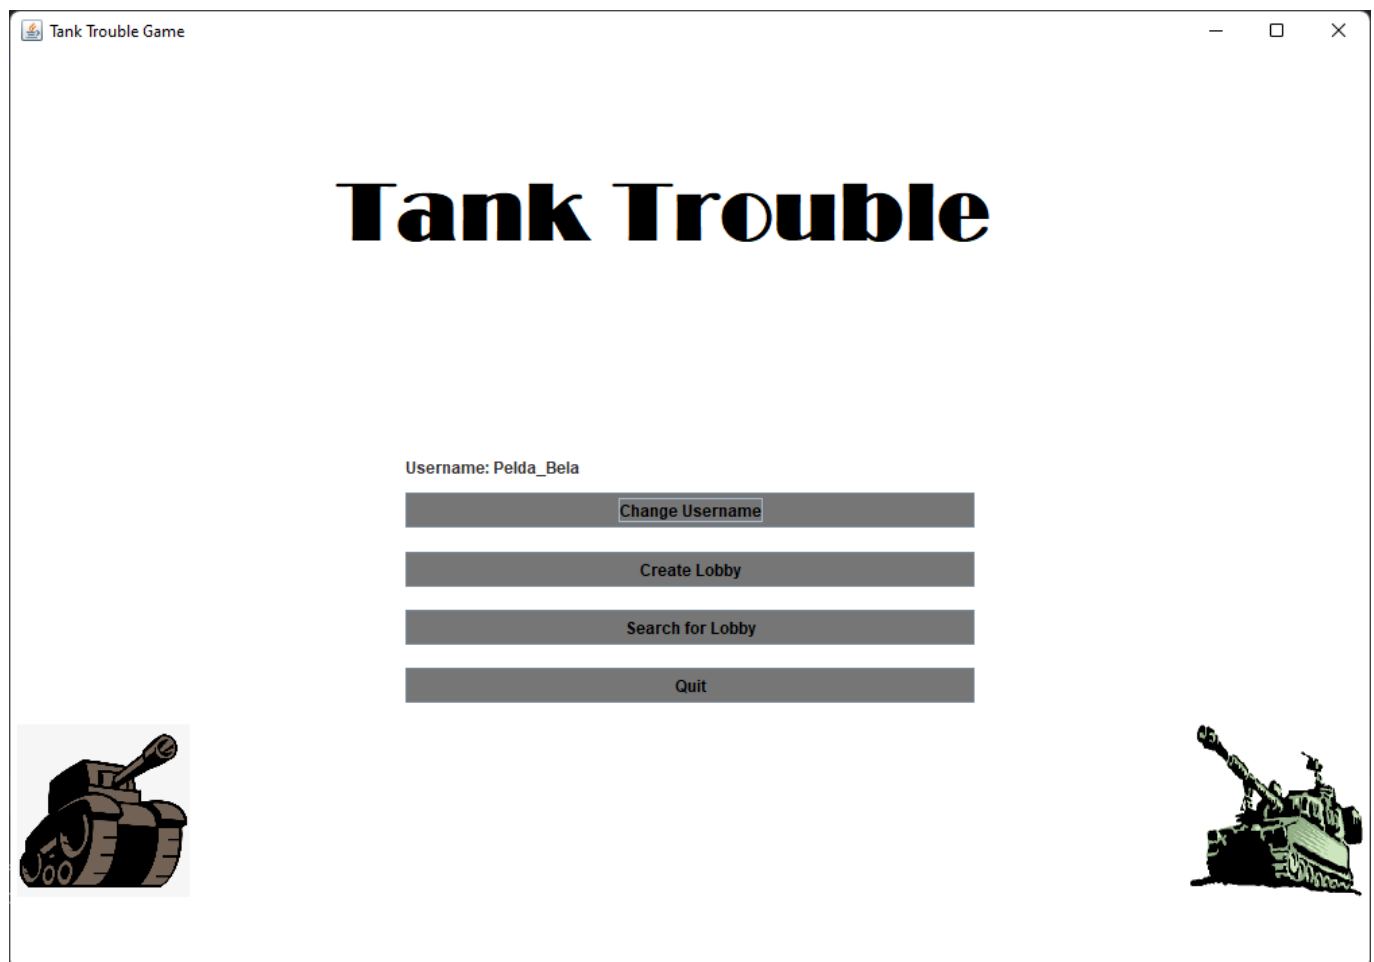 Tank Trouble Game
Tank Trouble
Username: Pelda_Bela
Change Username
Create Lobby
Search for Lobby
Quit